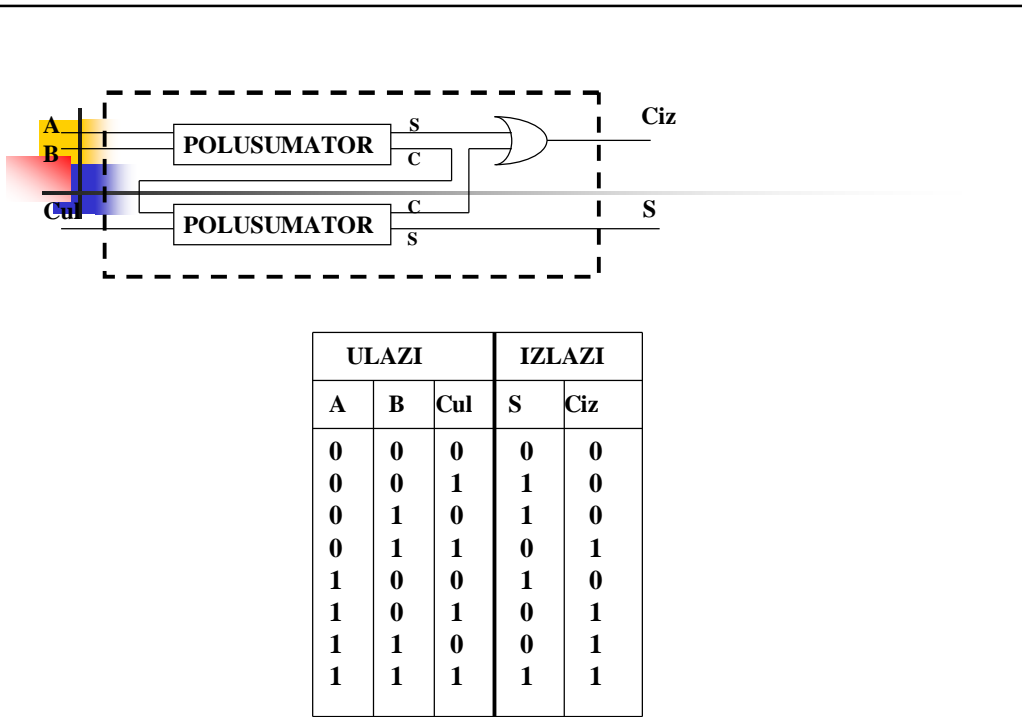 A
B
Cul
POLUSUMATOR
S
C
POLUSUMATOR
C
S
Ciz
S
ULAZI IZLAZI
A B Cul S Ciz
0 0 0 0 0
0 0 1 1 0
0 1 0 1 0
0 1 1 0 1
1 0 0 1 0
1 0 1 0 1
1 1 0 0 1
1 1 1 1 1